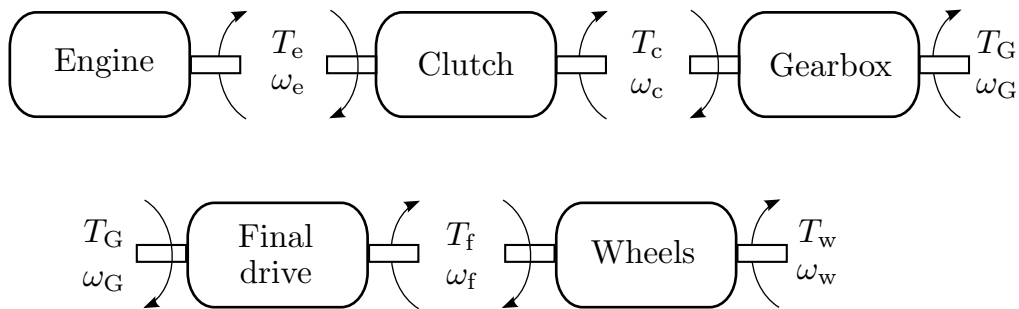 Engine
T_e
ω_e
Clutch
T_c
ω_c
Gearbox
T_G
ω_G
T_G
ω_G
Final
drive
T_f
ω_f
Wheels
T_w
ω_w